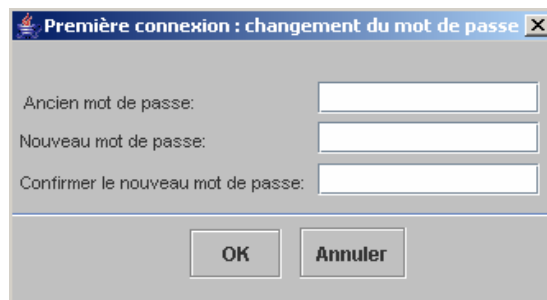 Première connexion : changement du mot de passe
Ancien mot de passe:
Nouveau mot de passe:
Confirmer le nouveau mot de passe:
OK Annuler